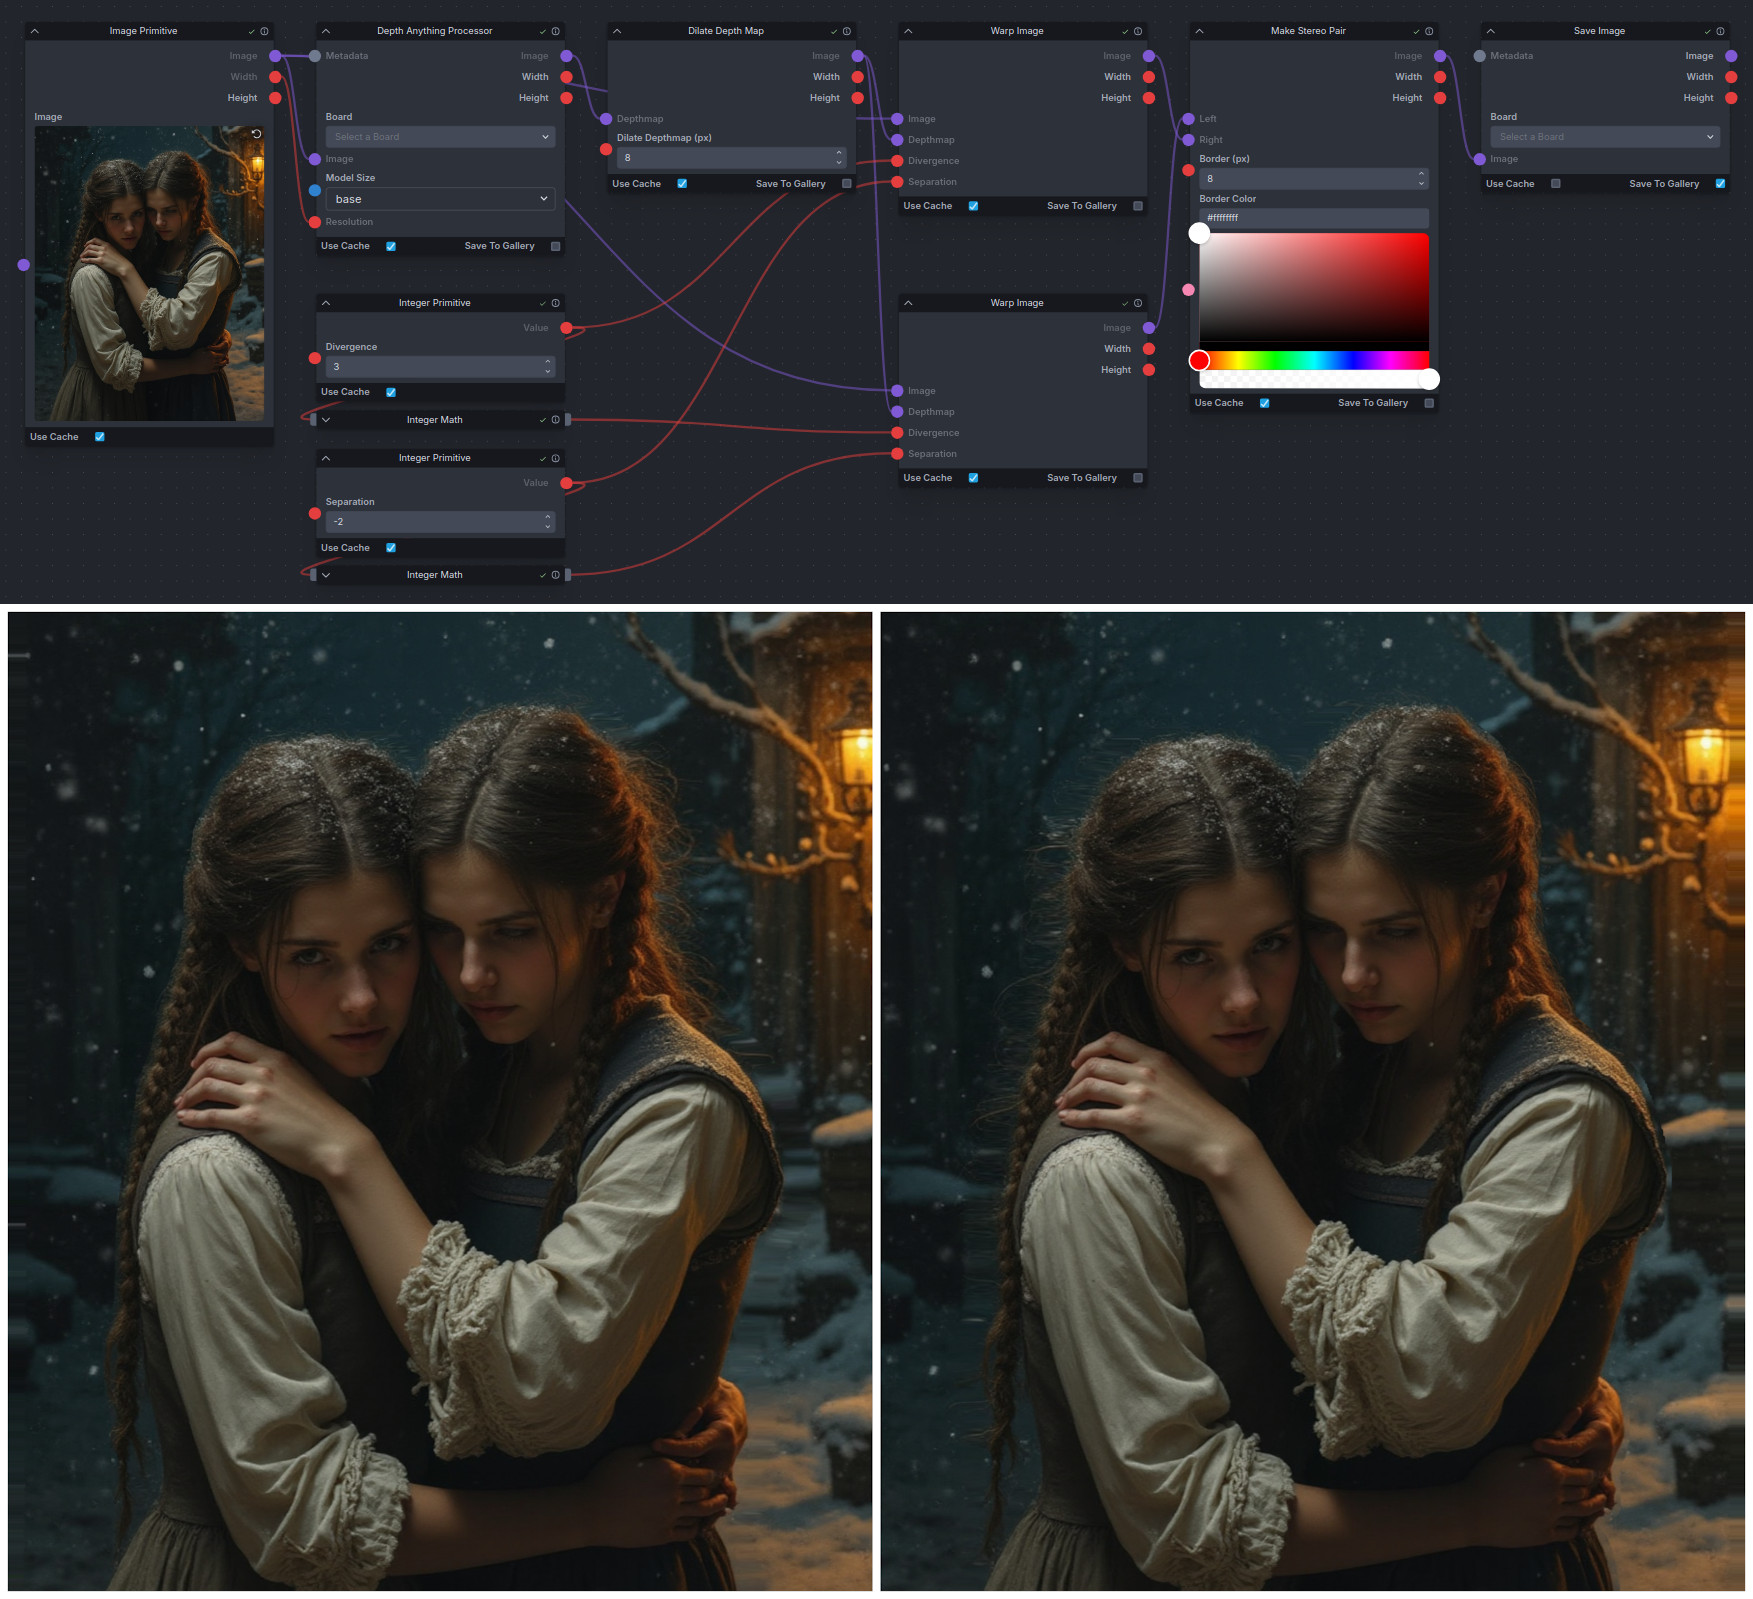 Image Primitive
Image
Width
Height
Image
Use Cache
Depth Anything Processor
Metadata
Image
Width
Height
Board
Select a Board
Image
Model Size
base
Resolution
Use Cache
Save To Gallery
Integer Primitive
Value
Divergence
3
Use Cache
Integer Math
Integer Primitive
Value
Separation
-2
Use Cache
Integer Math
Dilate Depth Map
Image
Width
Height
Depthmap
Dilate Depthmap (px)
8
Use Cache
Save To Gallery
Warp Image
Image
Width
Height
Image
Depthmap
Divergence
Separation
Use Cache
Save To Gallery
Warp Image
Image
Width
Height
Image
Depthmap
Divergence
Separation
Use Cache
Save To Gallery
Make Stereo Pair
Image
Width
Height
Left
Right
Border (px)
8
Border Color
#ffffffff
Use Cache
Save To Gallery
Save Image
Metadata
Image
Width
Height
Board
Select a Board
Image
Use Cache
Save To Gallery